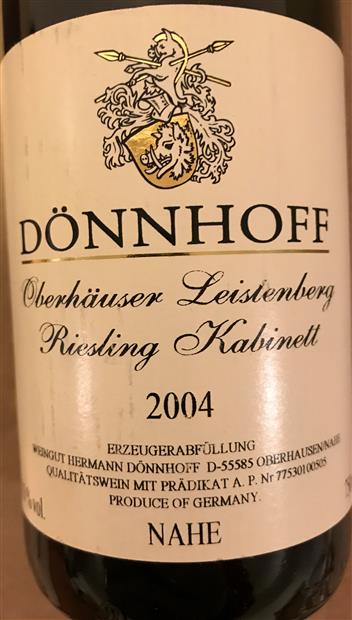 DÖNNHOFF
Oberhäuser Leistenberg
Riesling Kabinett
2004
ERZEUGERABFÜLLUNG
WEINGUT HERMANN DÖNNHOFF D-55585 OBERHAUSEN/NAHE
QUALITÄTSWEIN MIT PRÄDIKAT A. P. Nr 77530100505
% vol.
PRODUCE OF GERMANY.
NAHE